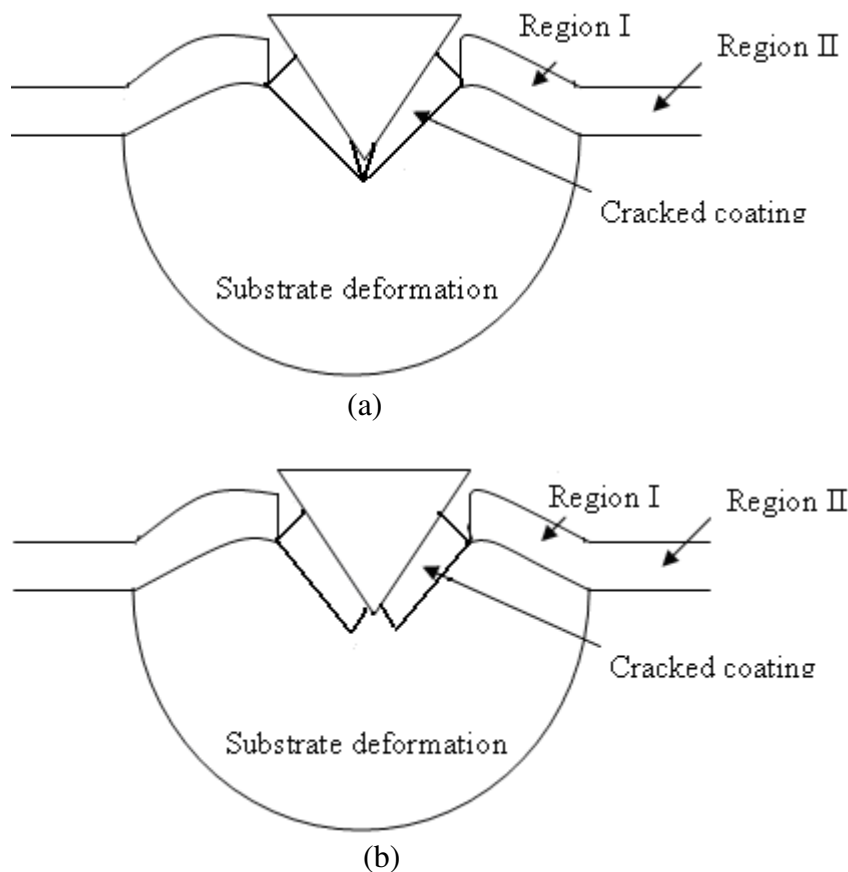 Region I
Region II
Cracked coating
Substrate deformation
(a)
Region I
Region II
Cracked coating
Substrate deformation
(b)